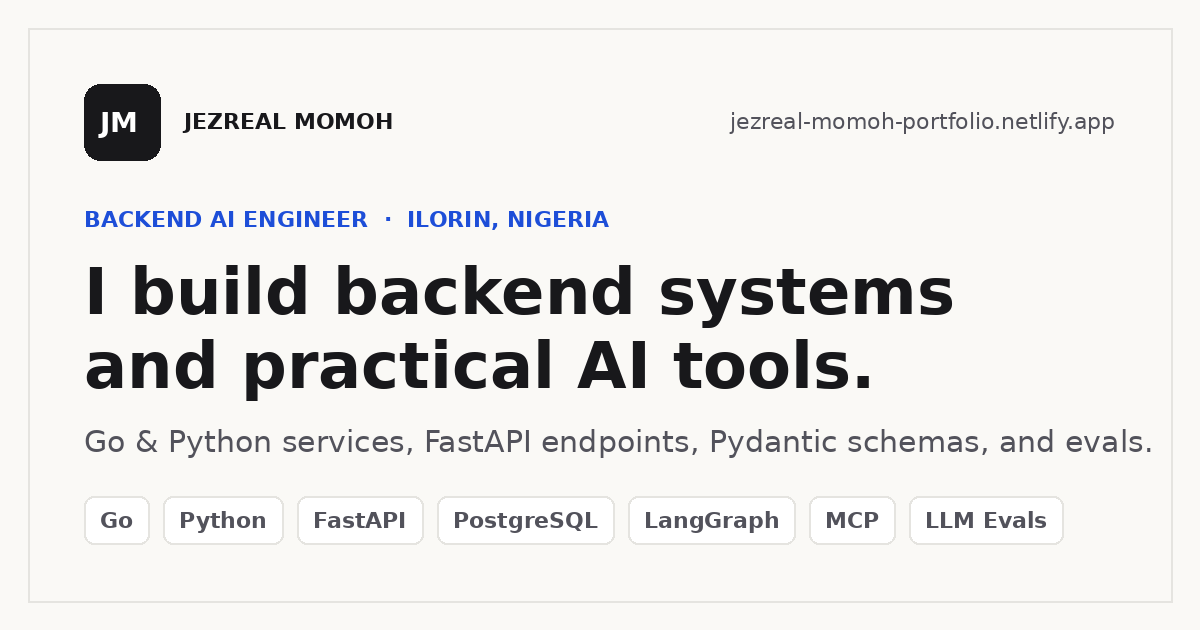 JM JEZREAL MOMOH jezreal-momoh-portfolio.netlify.app
BACKEND AI ENGINEER · ILORIN, NIGERIA
I build backend systems
and practical AI tools.
Go & Python services, FastAPI endpoints, Pydantic schemas, and evals.
Go Python FastAPI PostgreSQL LangGraph MCP LLM Evals